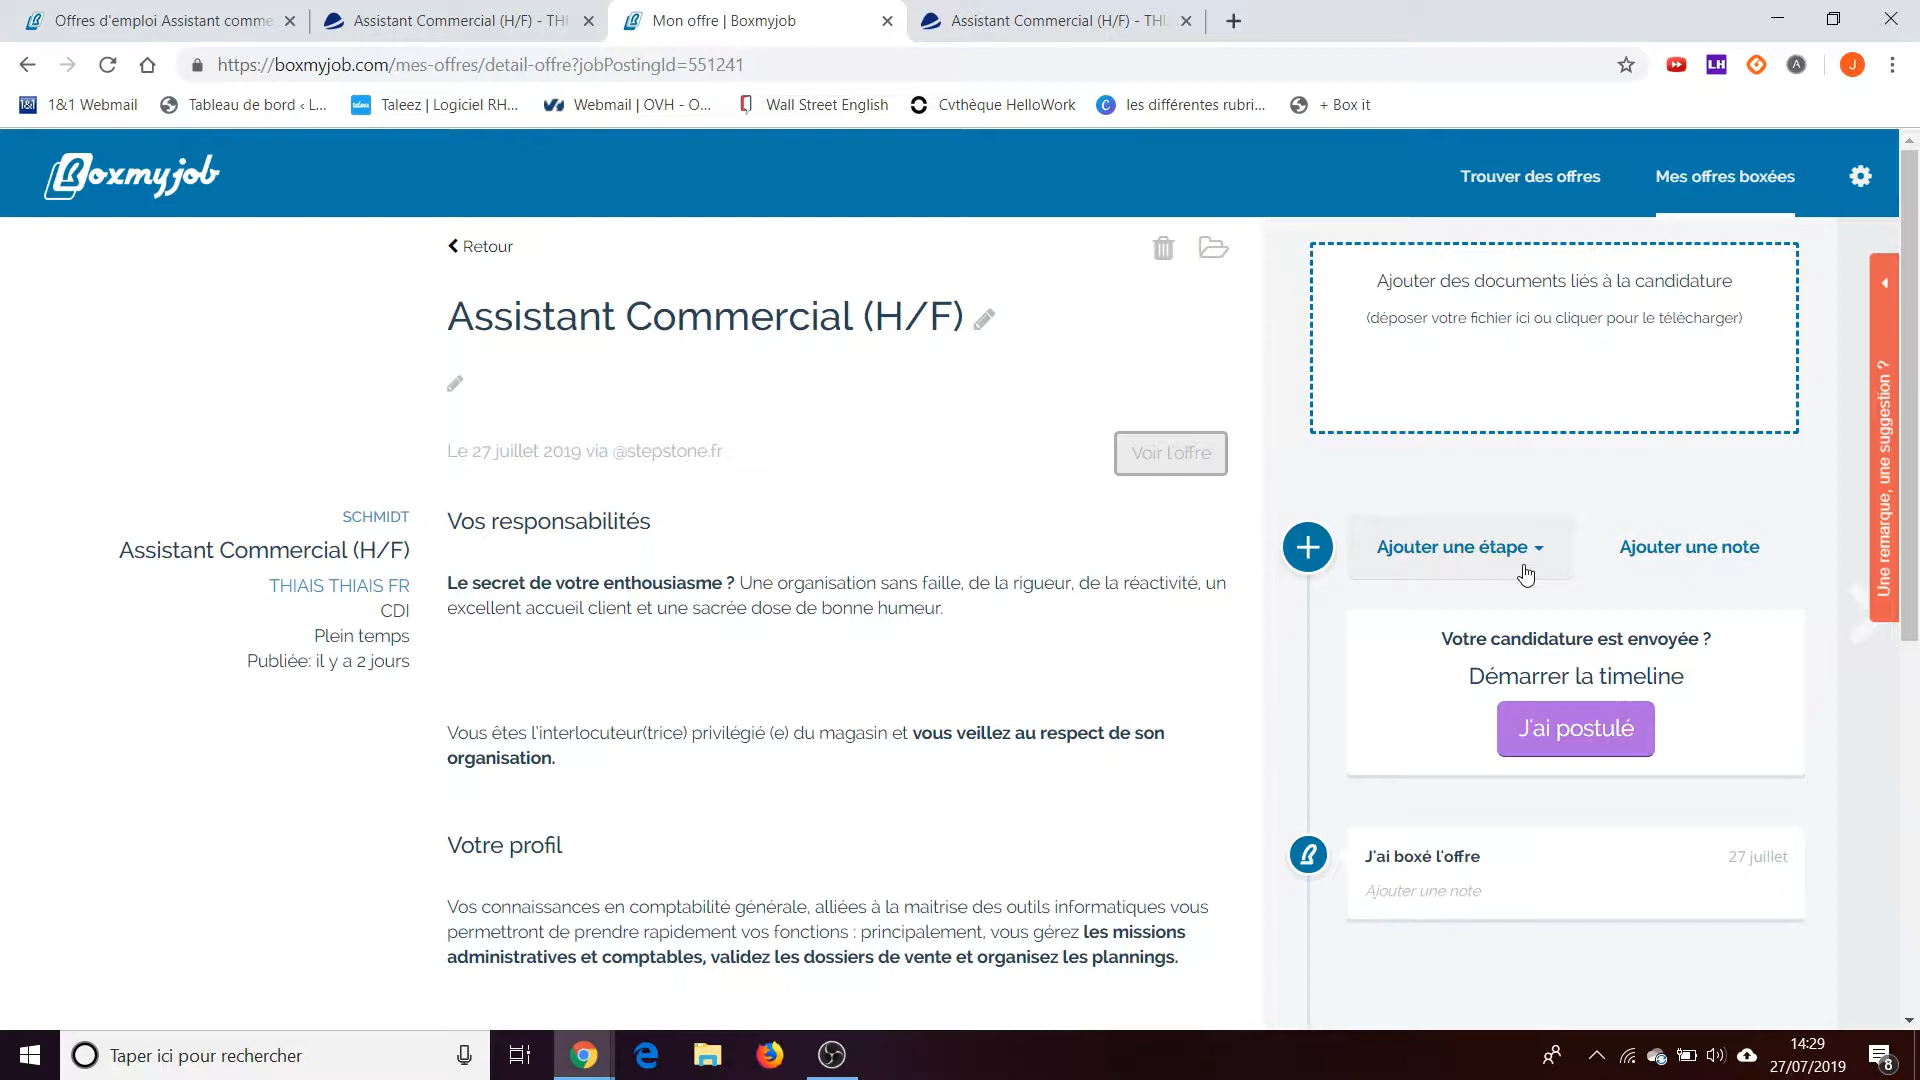 Offres d'emploi Assistant comme
Assistant Commercial (H/F) - TH
Mon offre | Boxmyjob
Assistant Commercial (H/F) - TH
https://boxmyjob.com/mes-offres/detail-offre?jobPostingId=551241
LH
A
J
1&1 Webmail
Tableau de bord ‹ L...
Taleez | Logiciel RH...
Webmail | OVH - O...
Wall Street English
Cvthèque HelloWork
les différentes rubri...
+ Box it
Boxmyjob
Trouver des offres
Mes offres boxées
Retour
Ajouter des documents liés à la candidature
(déposer votre fichier ici ou cliquer pour le télécharger)
Assistant Commercial (H/F)
Le 27 juillet 2019 via @stepstone.fr
Voir l'offre
Une remarque, une suggestion ?
SCHMIDT
Assistant Commercial (H/F)
THIAIS THIAIS FR
CDI
Plein temps
Publiée: il y a 2 jours
Vos responsabilités
Le secret de votre enthousiasme ? Une organisation sans faille, de la rigueur, de la réactivité, un
excellent accueil client et une sacrée dose de bonne humeur.
Vous êtes l'interlocuteur(trice) privilégié (e) du magasin et vous veillez au respect de son
organisation.
Votre profil
Vos connaissances en comptabilité générale, alliées à la maitrise des outils informatiques vous
permettront de prendre rapidement vos fonctions : principalement, vous gérez les missions
administratives et comptables, validez les dossiers de vente et organisez les plannings.
Ajouter une étape
Ajouter une note
Votre candidature est envoyée ?
Démarrer la timeline
J'ai postulé
J'ai boxé l'offre
27 juillet
Ajouter une note
Taper ici pour rechercher
14:29
27/07/2019
8